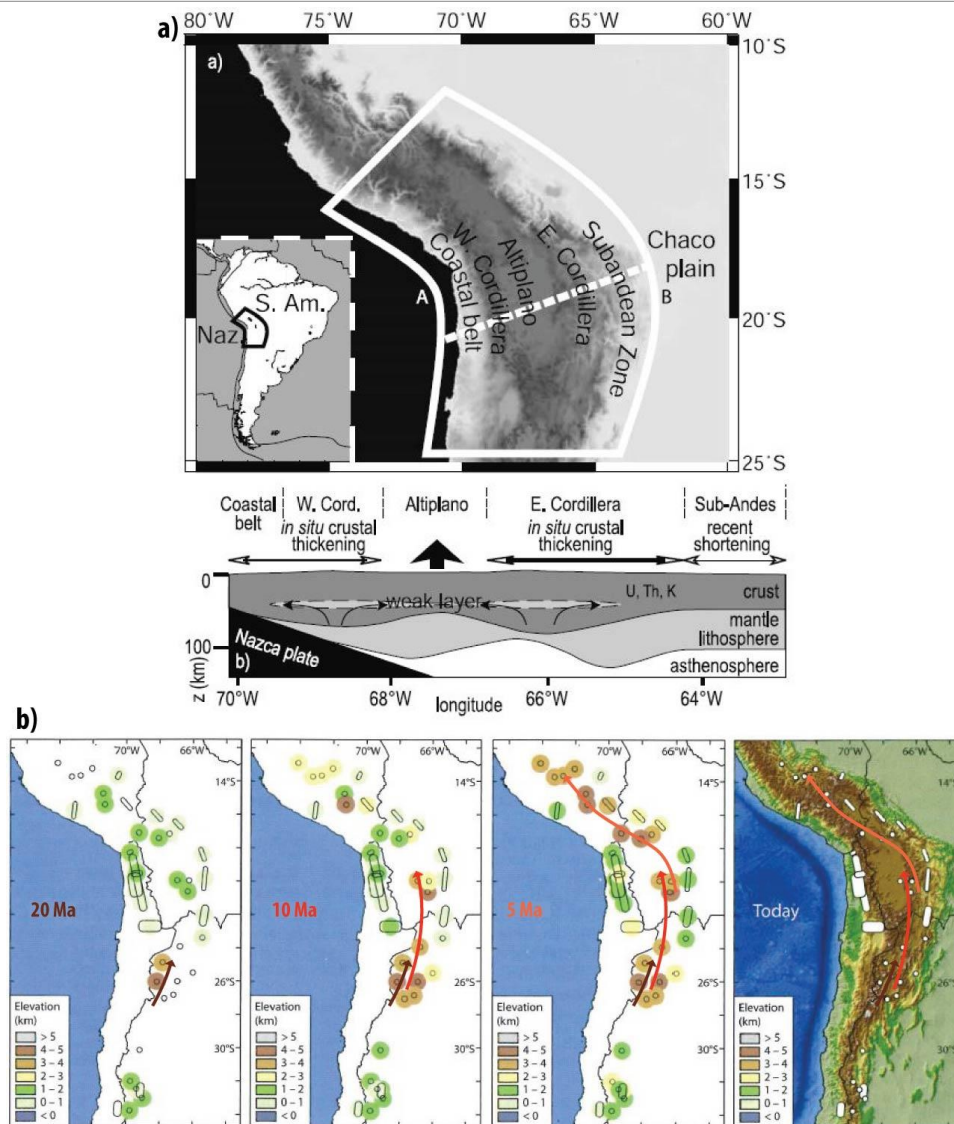 a)
80°W 75°W 70°W 65°W 60°W
a)
10°S
15°S
20°S
25°S
Coastal belt
W. Cordillera
Altiplano
E. Cordillera
Subandean Zone
Chaco
plain
A
B
S. Am.
Naz
Coastal
belt
W. Cord.
in situ crustal
thickening
Altiplano
E. Cordillera
in situ crustal
thickening
Sub-Andes
recent
shortening
0
100
z (km)
weak layer
U, Th, K
crust
mantle
lithosphere
asthenosphere
Nazca plate
b)
70°W 68°W 66°W 64°W
longitude
b)
70°W 66°W
14°S
20 Ma
26°S
30°S
Elevation
(km)
> 5
4 – 5
3 – 4
2 – 3
1 – 2
0 – 1
< 0
70°W 66°W
14°S
10 Ma
26°S
30°S
Elevation
(km)
> 5
4 – 5
3 – 4
2 – 3
1 – 2
0 – 1
< 0
70°W 66°W
14°S
5 Ma
26°S
30°S
Elevation
(km)
> 5
4 – 5
3 – 4
2 – 3
1 – 2
0 – 1
< 0
70°W 66°W
14°S
Today
26°S
30°S
Elevation
(km)
> 5
4 – 5
3 – 4
2 – 3
1 – 2
0 – 1
< 0